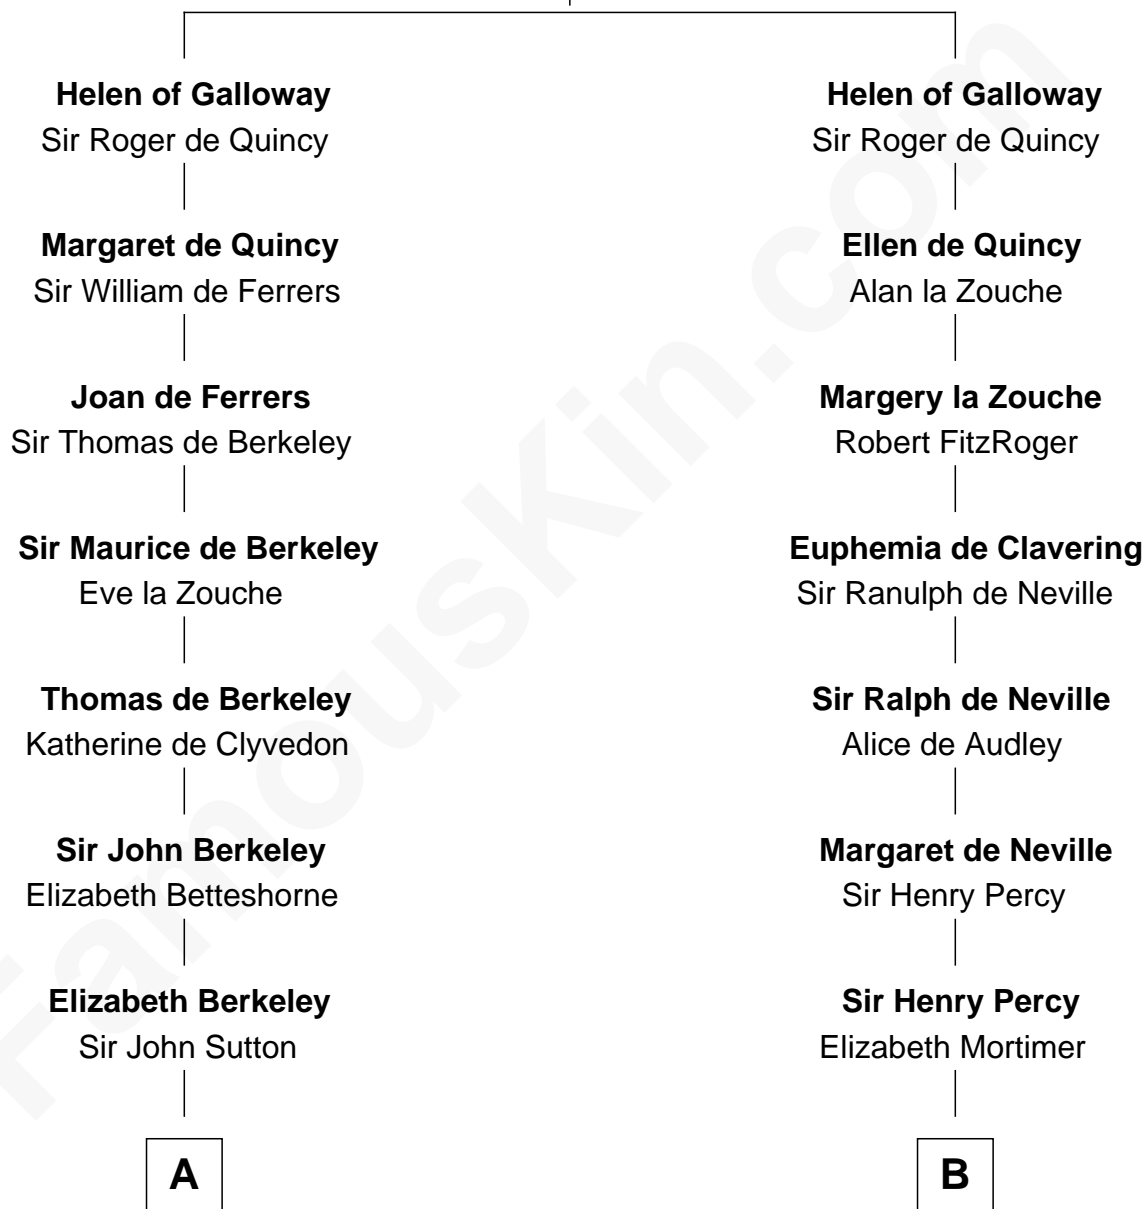 Helen of Galloway
Sir Roger de Quincy
Margaret de Quincy
Sir William de Ferrers
Joan de Ferrers
Sir Thomas de Berkeley
Sir Maurice de Berkeley
Eve la Zouche
Thomas de Berkeley
Katherine de Clyvedon
Sir John Berkeley
Elizabeth Betteshorne
Elizabeth Berkeley
Sir John Sutton
A
Helen of Galloway
Sir Roger de Quincy
Ellen de Quincy
Alan la Zouche
Margery la Zouche
Robert FitzRoger
Euphemia de Clavering
Sir Ranulph de Neville
Sir Ralph de Neville
Alice de Audley
Margaret de Neville
Sir Henry Percy
Sir Henry Percy
Elizabeth Mortimer
B
FamousKin.com